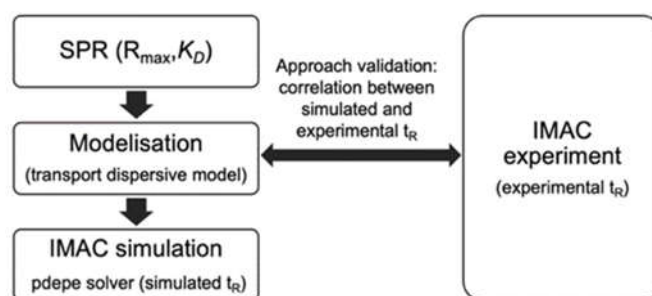 SPR (Rmax,KD)
Modelisation
(transport dispersive model)
IMAC simulation
pdepe solver (simulated tR)
Approach validation:
correlation between
simulated and
experimental tR
IMAC
experiment
(experimental tR)